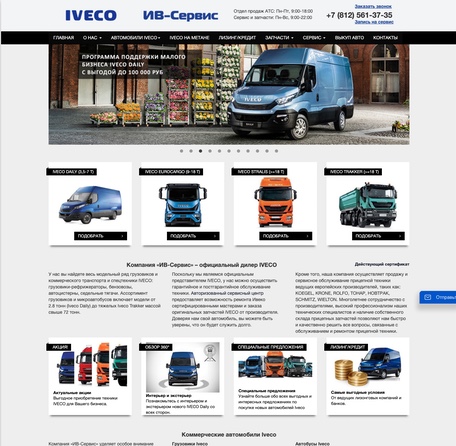 IVECO
ИВ-Сервис
Отдел продаж АТС: Пн-Пт, 9:00-18:00
Сервис и запчасти: Пн-Вс, 9:00-22:00
Заказать звонок
+7 (812) 561-37-35
Запись на сервис
ГЛАВНАЯ О НАС АВТОМОБИЛИ IVECO IVECO НА МЕТАНЕ ЛИЗИНГ/КРЕДИТ ЗАПЧАСТИ СЕРВИС ВЫКУП АВТО КОНТАКТЫ
ПРОГРАММА ПОДДЕРЖКИ МАЛОГО
БИЗНЕСА IVECO DAILY
С ВЫГОДОЙ ДО 100 000 РУБ
IVECO DAILY (3,5-7 Т)
IVECO EUROCARGO (6-18 Т)
IVECO STRALIS (>=18 Т)
IVECO TRAKKER (>=18 Т)
ПОДОБРАТЬ
ПОДОБРАТЬ
ПОДОБРАТЬ
ПОДОБРАТЬ
Компания «ИВ-Сервис» – официальный дилер IVECO
Действующий сертификат
У нас вы найдете весь модельный ряд грузовиков и
коммерческого транспорта и спецтехники IVECO:
грузовики-рефрижераторы, бензовозы,
автоцистерны, седельные тягачи. Ассортимент
грузовиков и микроавтобусов включает модели от
2.8 тонн (Iveco Daily) до тяжелых Iveco Trakker массой
свыше 72 тонн.
Поскольку мы являемся официальным
представителем IVECO, у нас можно осуществить
гарантийное и постгарантийное обслуживание
техники. Авторизованный сервисный центр
предоставляет возможность ремонта Ивеко
сертифицированными мастерами и заказа
оригинальных запчастей IVECO от производителя.
Доверяя нам свой автомобиль, вы можете быть
уверены, что он будет служить долго.
Кроме того, наша компания осуществляет продажу и
сервисное обслуживание прицепной техники
ведущих европейских производителей, таких как:
KOEGEL, KRONE, ROLFO, ТОНАР, НОВТРАК,
SCHMITZ, WIELTON. Многолетнее сотрудничество с
производителями, высокий профессионализм наших
технических специалистов и наличие собственного
склада прицепных запчастей позволяют нам быстро
и качественно решать все вопросы, связанные с
обслуживанием и ремонтом прицепной техники.
Отправьт
АКЦИЯ
ОБЗОР 360°
СПЕЦИАЛЬНЫЕ ПРЕДЛОЖЕНИЯ
ЛИЗИНГ/КРЕДИТ
Актуальные акции
Выгодное приобретение техники
IVECO для Вашего бизнеса.
Интерьер и экстерьер
Познакомьтесь с интерьером и
экстерьером нового IVECO Daily со
всех сторон.
Специальные предложения
Узнайте больше обо всех выгодных и
интересных предложениях по
покупке новых автомобилей Iveco
Самые выгодные условия
От ведущих лизинговых компаний и
банков.
Коммерческие автомобили Iveco
Компания «ИВ-Сервис» уделяет особое внимание
Грузовики Iveco
Автобусы Iveco